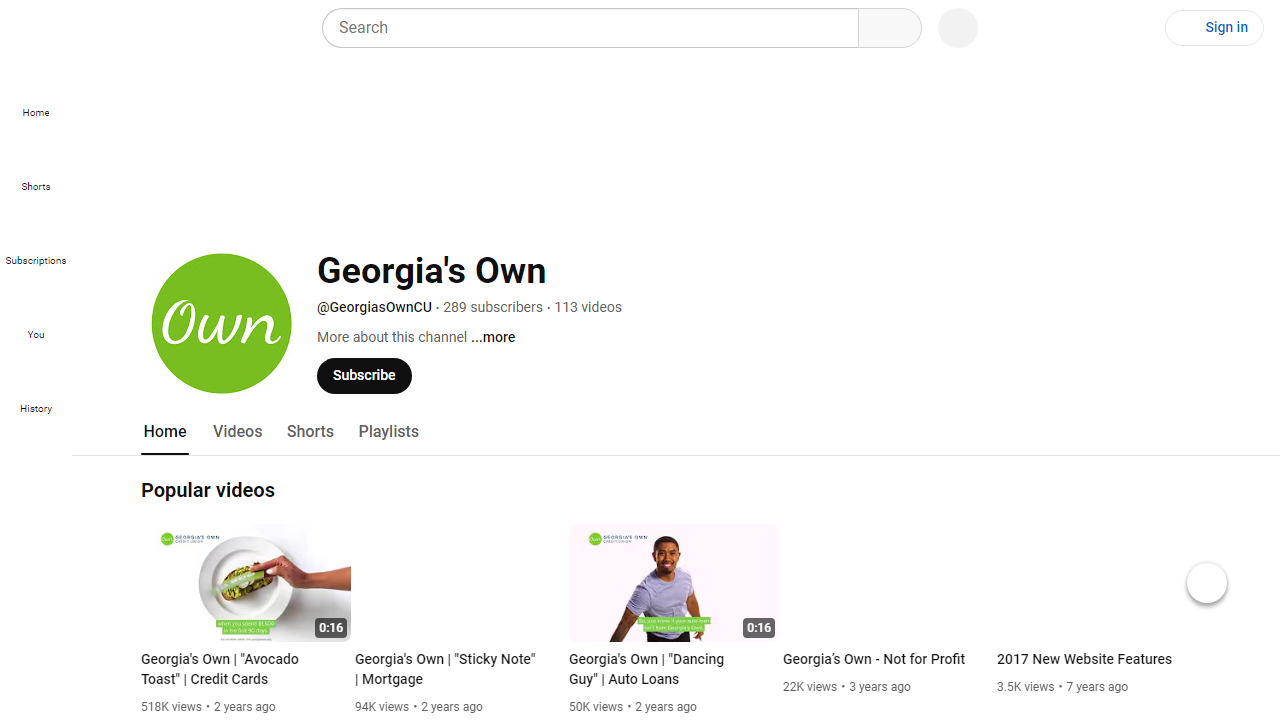 Search
Sign in
Home
Shorts
Subscriptions
You
History
Own
Georgia's Own
@GeorgiasOwnCU · 289 subscribers · 113 videos
More about this channel ...more
Subscribe
Home Videos Shorts Playlists
Popular videos
Own GEORGIA'S OWN
CREDIT UNION
when you spend $1,500
in the first 90 days.
0:16
Own GEORGIA'S OWN
CREDIT UNION
0:16
Georgia's Own | "Avocado
Toast" | Credit Cards
518K views • 2 years ago
Georgia's Own | "Sticky Note"
| Mortgage
94K views • 2 years ago
Georgia's Own | "Dancing
Guy" | Auto Loans
50K views • 2 years ago
Georgia’s Own - Not for Profit
22K views • 3 years ago
2017 New Website Features
3.5K views • 7 years ago